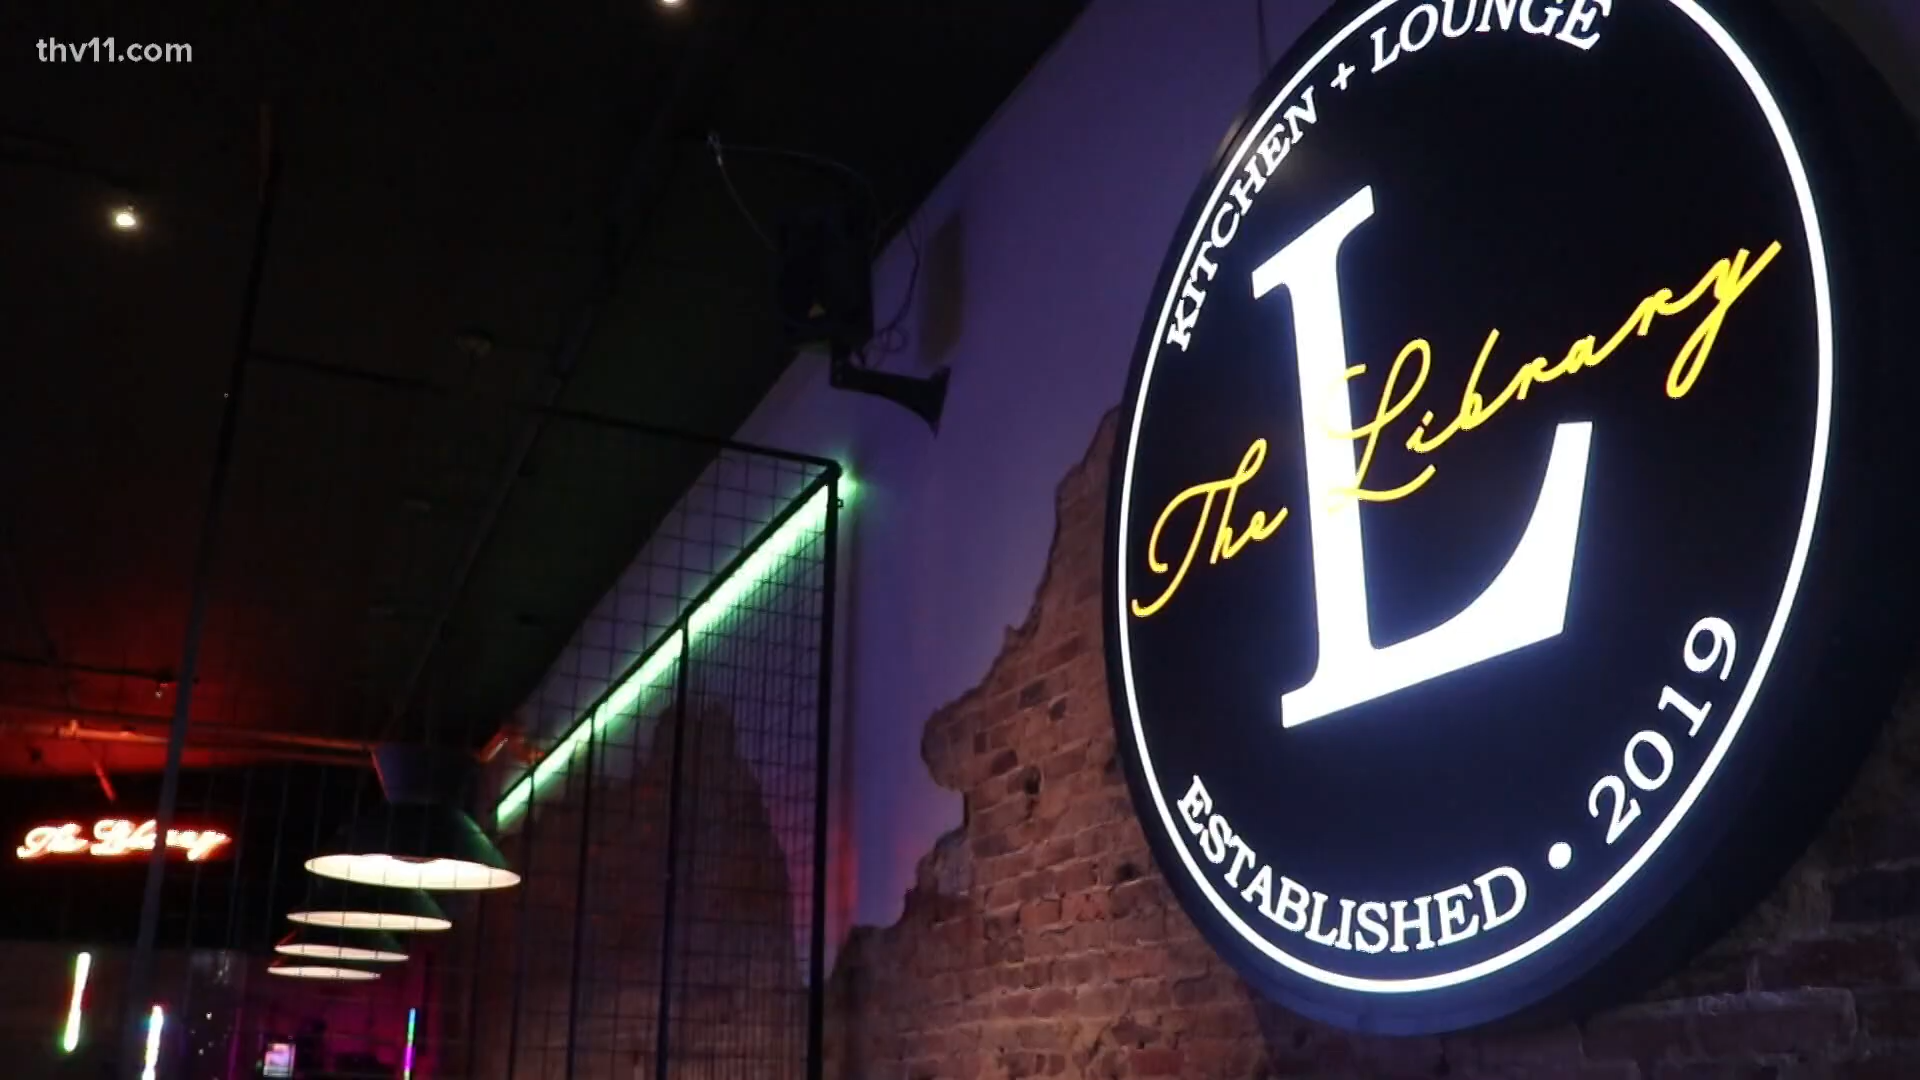 thv11.com
KITCHEN + LOUNGE
L
The Library
ESTABLISHED • 2019
The Library